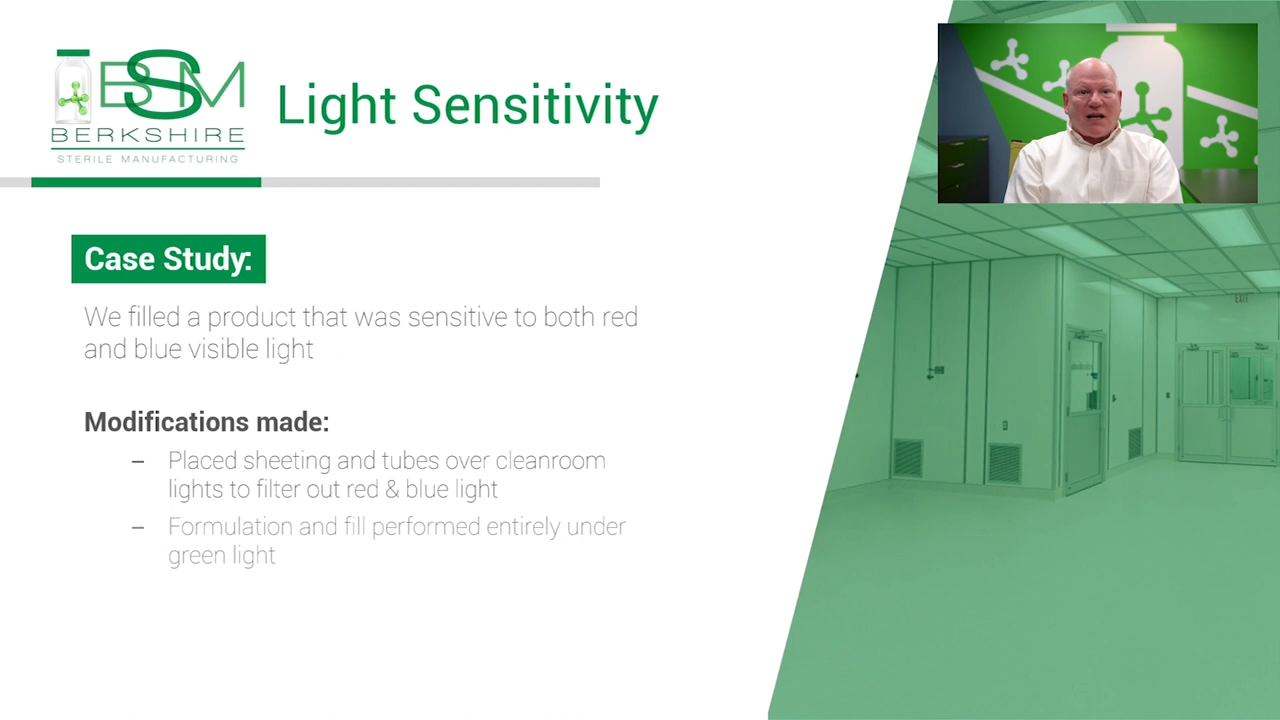 BSM
BERKSHIRE
STERILE MANUFACTURING
Light Sensitivity
Case Study:
We filled a product that was sensitive to both red
and blue visible light
Modifications made:
– Placed sheeting and tubes over cleanroom
lights to filter out red & blue light
– Formulation and fill performed entirely under
green light
EXIT